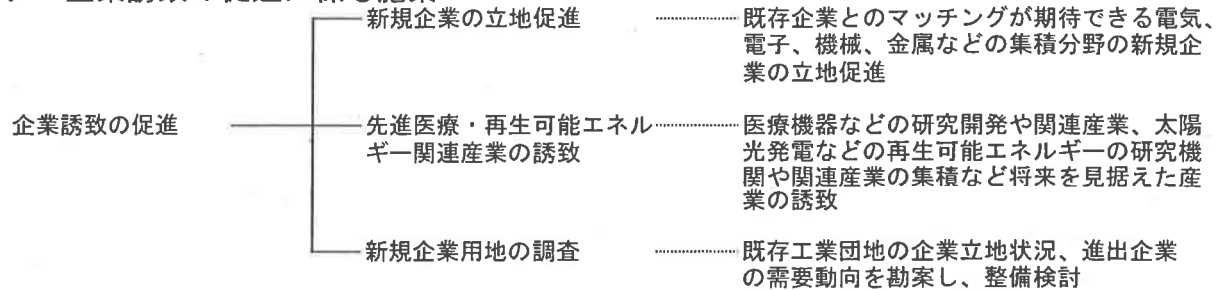 新規企業の立地促進
既存企業とのマッチングが期待できる電気、
電子、機械、金属などの集積分野の新規企
業の立地促進
企業誘致の促進
先進医療・再生可能エネル
ギー関連産業の誘致
医療機器などの研究開発や関連産業、太陽
光発電などの再生可能エネルギーの研究機
関や関連産業の集積など将来を見据えた産
業の誘致
新規企業用地の調査
既存工業団地の企業立地状況、進出企業
の需要動向を勘案し、整備検討